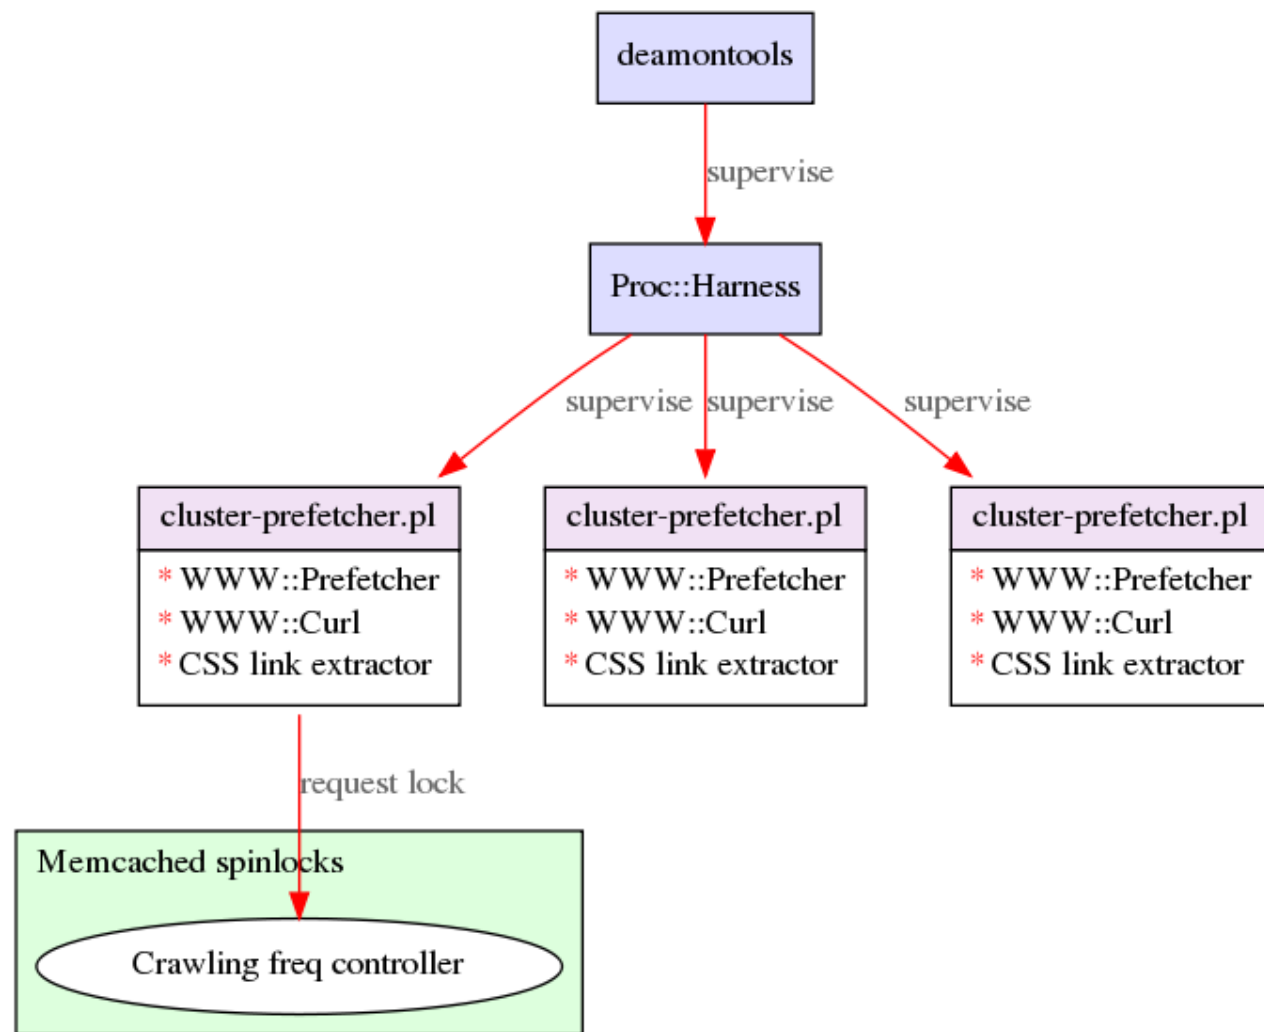 deamontools
supervise
Proc::Harness
supervise supervise supervise
cluster-prefetcher.pl
* WWW::Prefetcher
* WWW::Curl
* CSS link extractor
cluster-prefetcher.pl
* WWW::Prefetcher
* WWW::Curl
* CSS link extractor
cluster-prefetcher.pl
* WWW::Prefetcher
* WWW::Curl
* CSS link extractor
request lock
Memcached spinlocks
Crawling freq controller